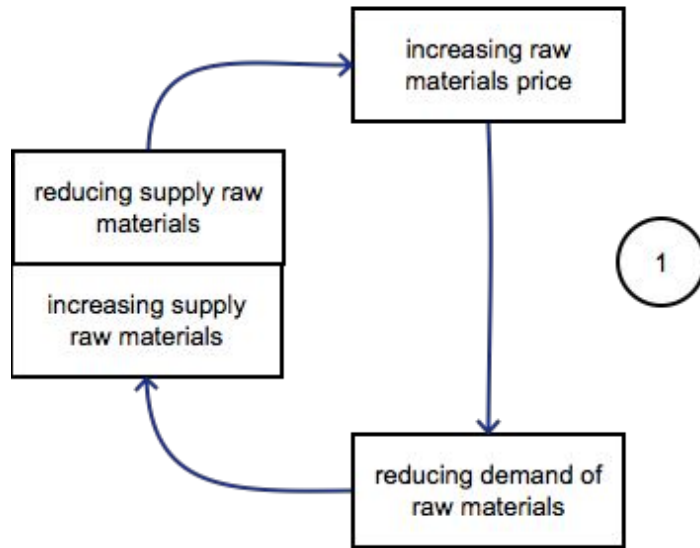 increasing raw
materials price
reducing supply raw
materials
increasing supply
raw materials
1
reducing demand of
raw materials